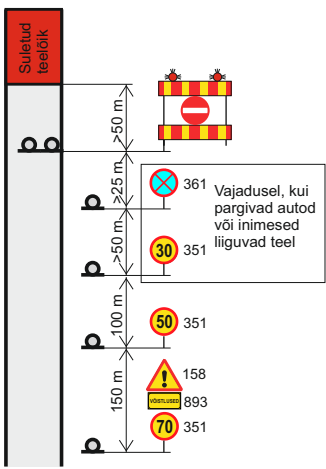 Suletud
teelõik
>50 m
>25 m
361
Vajadusel, kui
pargivad autod
või inimesed
liiguvad teel
>50 m
30
351
100 m
50
351
150 m
!
158
VÕISTLUSED
893
70
351